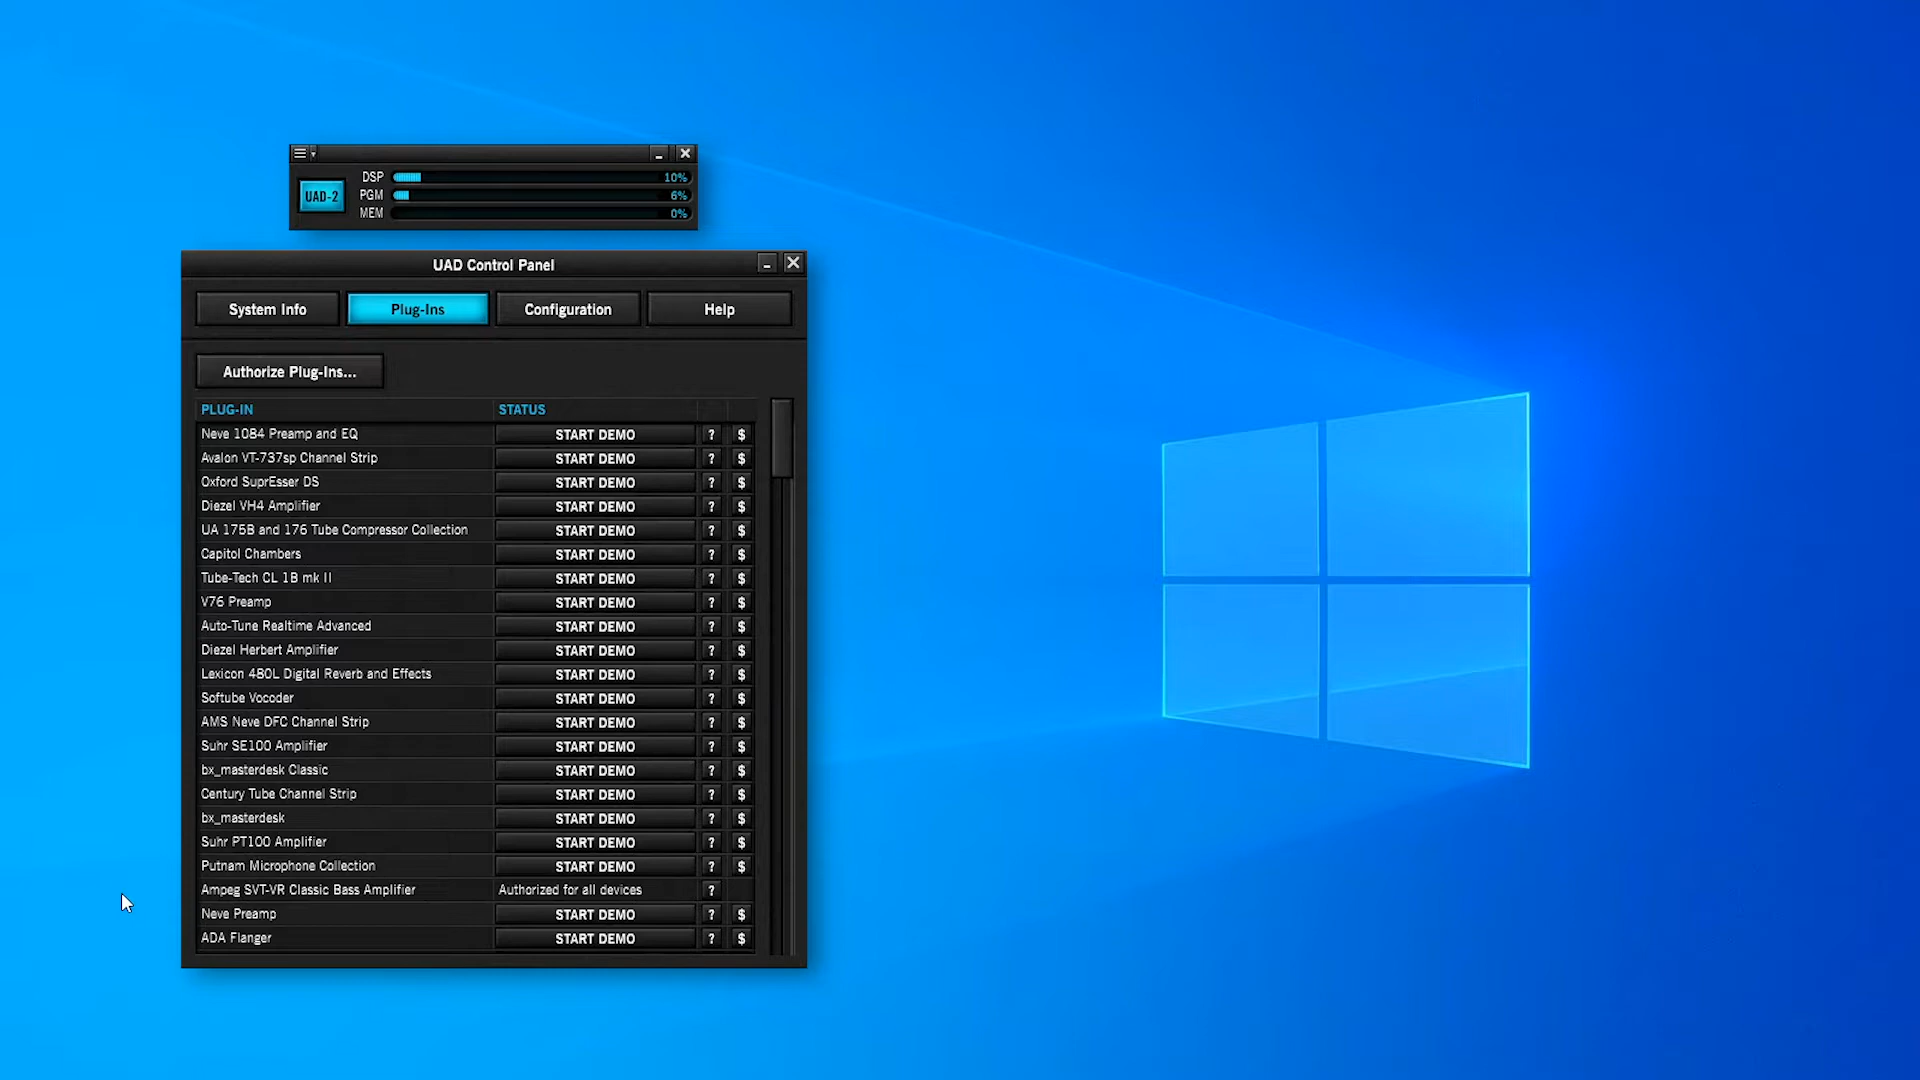 DSP 10%
UAD-2 PGM 6%
MEM 0%
UAD Control Panel
System Info Plug-Ins Configuration Help
Authorize Plug-Ins...
PLUG-IN STATUS
Neve 1084 Preamp and EQ START DEMO ? $
Avalon VT-737sp Channel Strip START DEMO ? $
Oxford SuprEsser DS START DEMO ? $
Diezel VH4 Amplifier START DEMO ? $
UA 175B and 176 Tube Compressor Collection START DEMO ? $
Capitol Chambers START DEMO ? $
Tube-Tech CL 1B mk II START DEMO ? $
V76 Preamp START DEMO ? $
Auto-Tune Realtime Advanced START DEMO ? $
Diezel Herbert Amplifier START DEMO ? $
Lexicon 480L Digital Reverb and Effects START DEMO ? $
Softube Vocoder START DEMO ? $
AMS Neve DFC Channel Strip START DEMO ? $
Suhr SE100 Amplifier START DEMO ? $
bx_masterdesk Classic START DEMO ? $
Century Tube Channel Strip START DEMO ? $
bx_masterdesk START DEMO ? $
Suhr PT100 Amplifier START DEMO ? $
Putnam Microphone Collection START DEMO ? $
Ampeg SVT-VR Classic Bass Amplifier Authorized for all devices ?
Neve Preamp START DEMO ? $
ADA Flanger START DEMO ? $